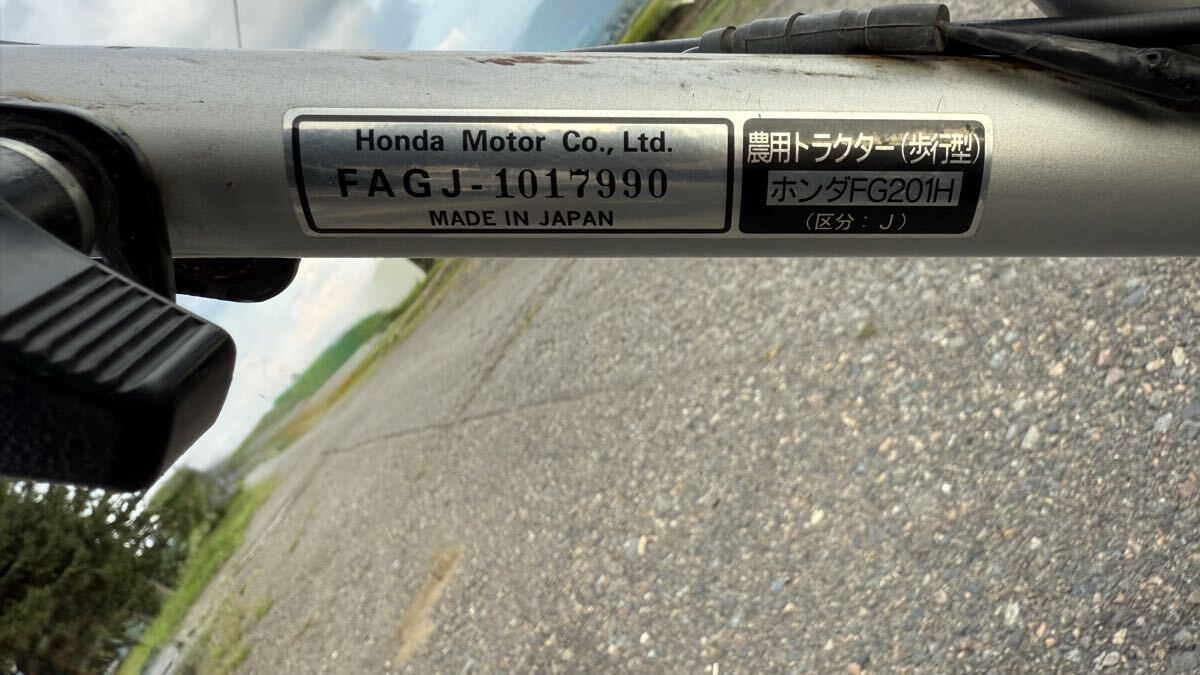 Honda Motor Co., Ltd.
FAGJ-1017990
MADE IN JAPAN
農用トラクター(歩行型)
ホンダFG201H
(区分:J)